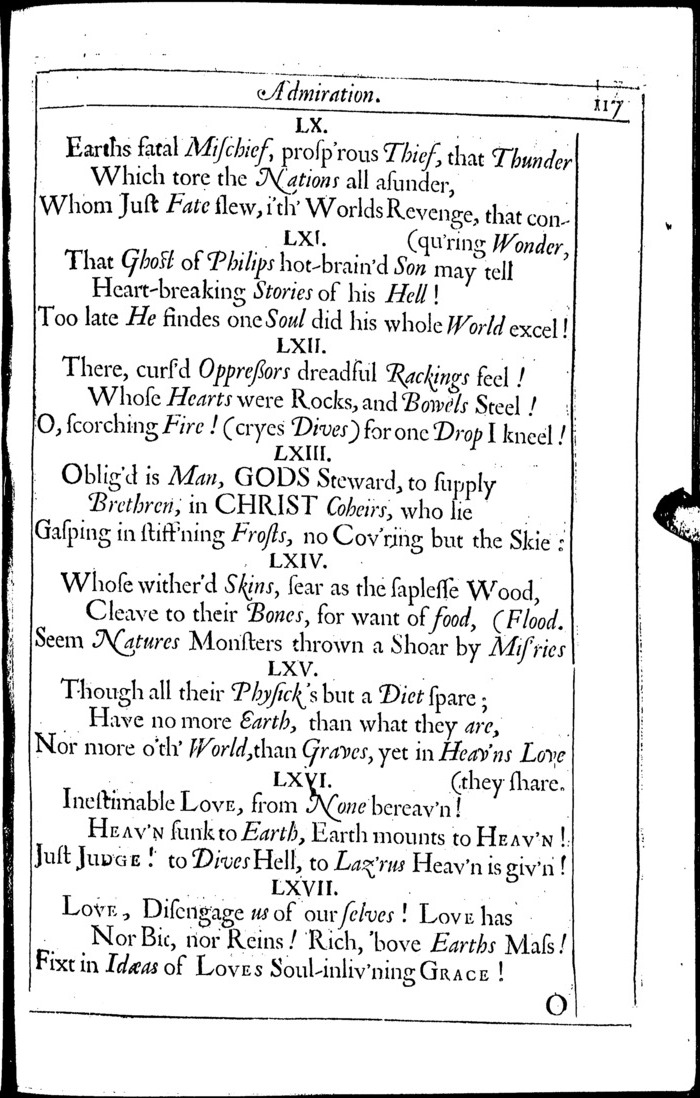 Admiration. 117
LX.
Earths fatal Miſchief, proſp'rous Thief, that Thunder
Which tore the Nations all aſunder,
Whom Juſt Fate ſlew, i'th' Worlds Revenge, that con-
LXI. (qu'ring Wonder,
That Ghoſt of Philips hot-brain'd Son may tell
Heart-breaking Stories of his Hell !
Too late He findes one Soul did his whole World excel !
LXII.
There, curſ'd Oppreßors dreadful Rackings feel !
Whoſe Hearts were Rocks, and Bowels Steel !
O, ſcorching Fire ! (cryes Dives) for one Drop I kneel !
LXIII.
Oblig'd is Man, GODS Steward, to ſupply
Brethren, in CHRIST Coheirs, who lie
Gaſping in ſtiff'ning Froſts, no Cov'ring but the Skie :
LXIV.
Whoſe wither'd Skins, ſear as the ſapleſſe Wood,
Cleave to their Bones, for want of food, (Flood.
Seem Natures Monſters thrown a Shoar by Miſ'ries
LXV.
Though all their Phyſick's but a Diet ſpare ;
Have no more Earth, than what they are,
Nor more o'th' World, than Graves, yet in Heav'ns Love
LXVI. (they ſhare.
Ineſtimable LOVE, from None bereav'n !
HEAV'N ſunk to Earth, Earth mounts to HEAV'N !
Juſt JUDGE ! to Dives Hell, to Laz'rus Heav'n is giv'n !
LXVII.
LOVE, Diſengage us of our ſelves ! LOVE has
Nor Bit, nor Reins ! Rich, 'bove Earths Maſs !
Fixt in Idæas of LOVES Soul-inliv'ning GRACE !
O